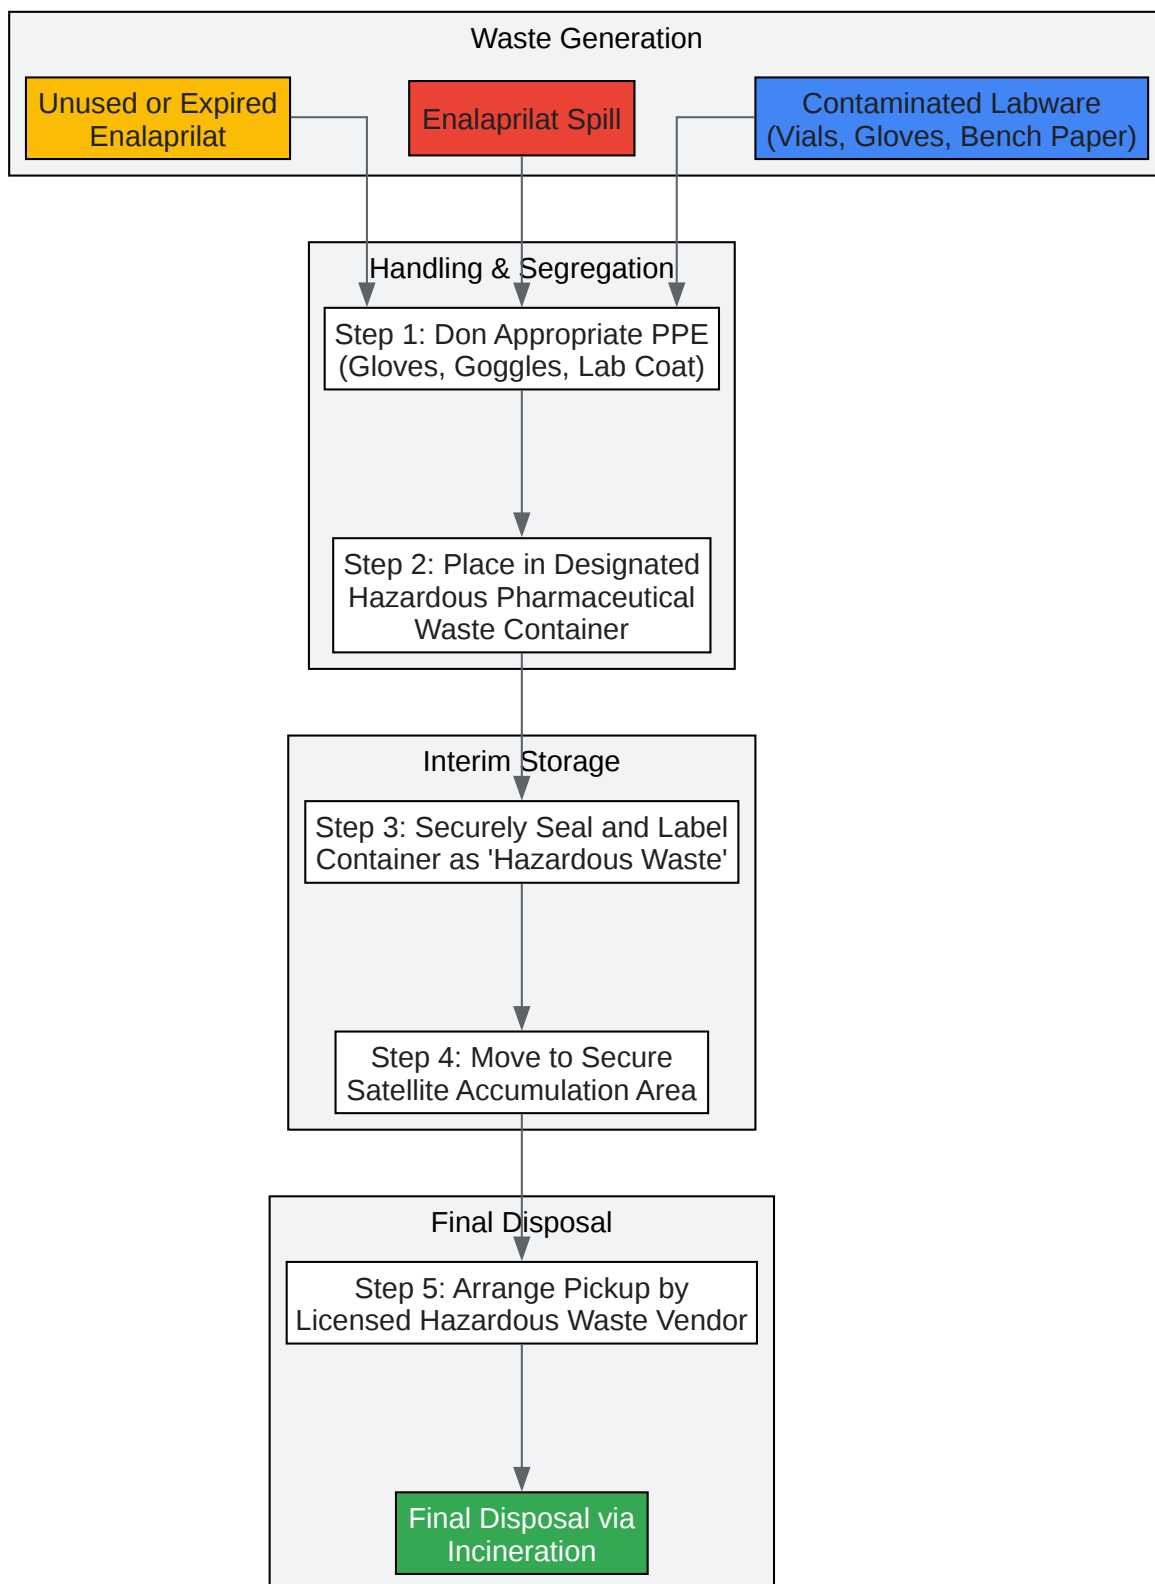 Waste Generation
Unused or Expired
Enalaprilat
Enalaprilat Spill
Contaminated Labware
(Vials, Gloves, Bench Paper)
Handling & Segregation
Step 1: Don Appropriate PPE
(Gloves, Goggles, Lab Coat)
Step 2: Place in Designated
Hazardous Pharmaceutical
Waste Container
Interim Storage
Step 3: Securely Seal and Label
Container as 'Hazardous Waste'
Step 4: Move to Secure
Satellite Accumulation Area
Final Disposal
Step 5: Arrange Pickup by
Licensed Hazardous Waste Vendor
Final Disposal via
Incineration